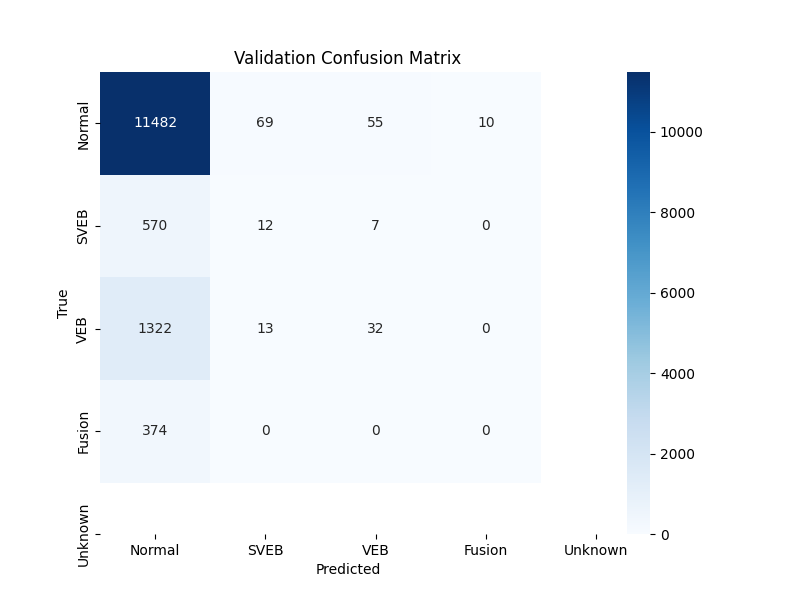 Validation Confusion Matrix
Normal 11482 69 55 10
SVEB 570 12 7 0
VEB 1322 13 32 0
Fusion 374 0 0 0
Unknown
True
Normal SVEB VEB Fusion Unknown
Predicted
10000
8000
6000
4000
2000
0